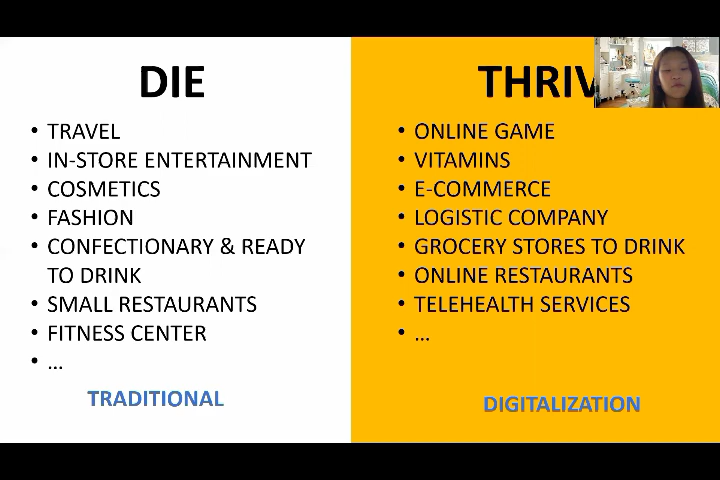 DIE
• TRAVEL
• IN-STORE ENTERTAINMENT
• COSMETICS
• FASHION
• CONFECTIONARY & READY
TO DRINK
• SMALL RESTAURANTS
• FITNESS CENTER
• ...
TRADITIONAL
THRIV
• ONLINE GAME
• VITAMINS
• E-COMMERCE
• LOGISTIC COMPANY
• GROCERY STORES TO DRINK
• ONLINE RESTAURANTS
• TELEHEALTH SERVICES
• ...
DIGITALIZATION